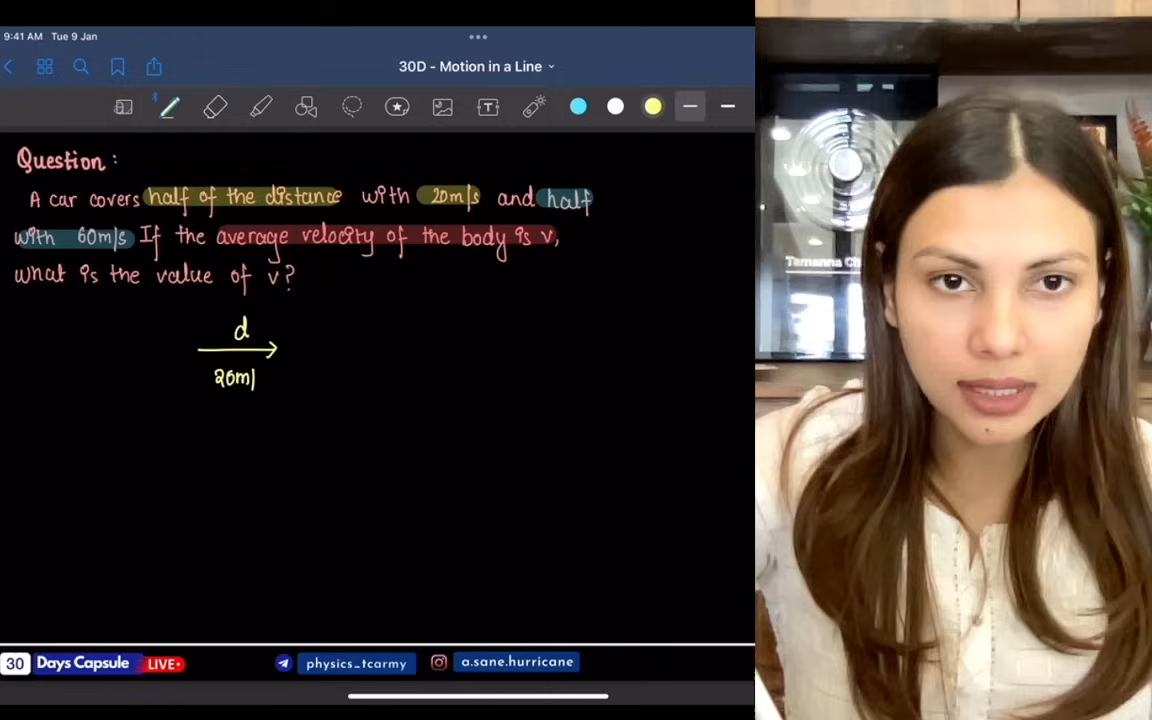 9:41 AM Tue 9 Jan
30D - Motion in a Line
Question:
A car covers half of the distance with 20m/s and half
with 60m/s If the average velocity of the body is v,
what is the value of v?
d
20m/
30 Days Capsule LIVE
physics_tcarmy
a.sane.hurricane
Tamanna Ch